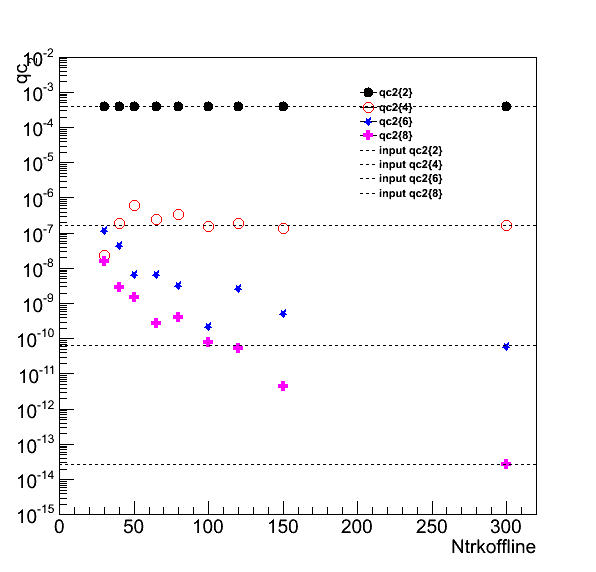 qc2
10^-2
10^-3
10^-4
10^-5
10^-6
10^-7
10^-8
10^-9
10^-10
10^-11
10^-12
10^-13
10^-14
10^-15
qc2{2}
qc2{4}
qc2{6}
qc2{8}
input qc2{2}
input qc2{4}
input qc2{6}
input qc2{8}
0 50 100 150 200 250 300
Ntrkoffline